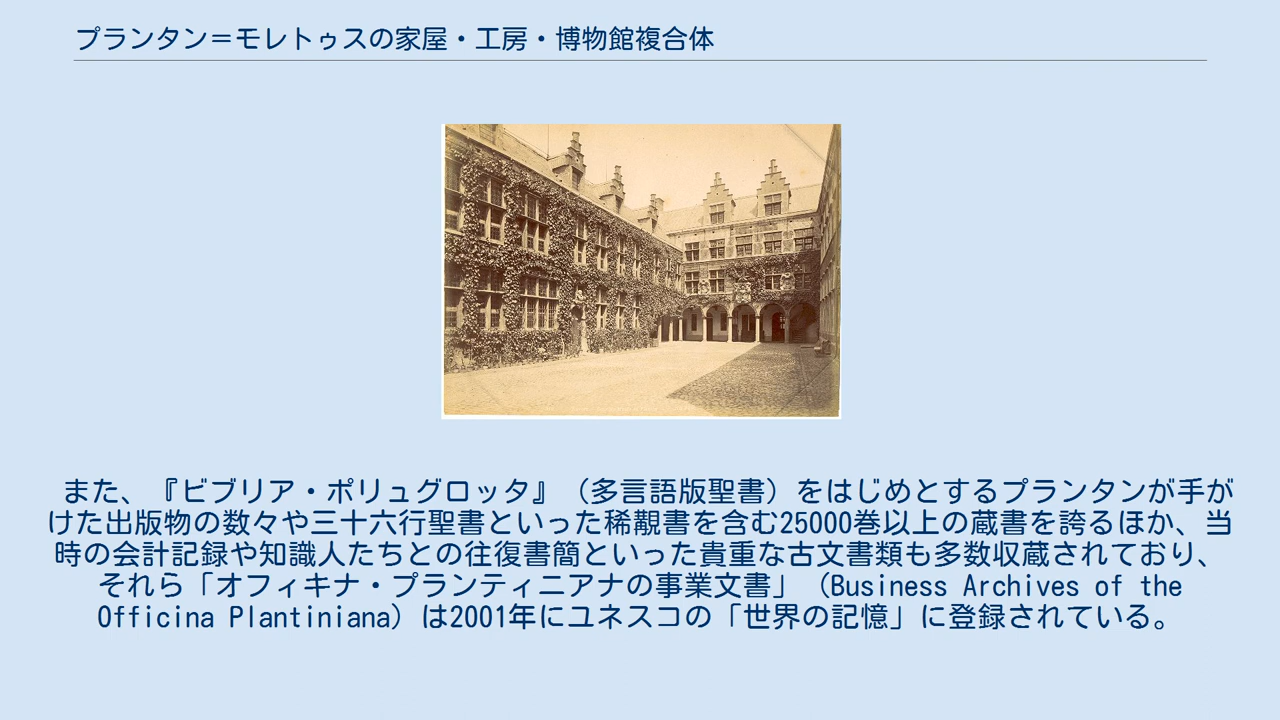 プランタン＝モレトゥスの家屋・工房・博物館複合体
また、『ビブリア・ポリュグロッタ』（多言語版聖書）をはじめとするプランタンが手が
けた出版物の数々や三十六行聖書といった稀覯書を含む25000巻以上の蔵書を誇るほか、当
時の会計記録や知識人たちとの往復書簡といった貴重な古文書類も多数収蔵されており、
それら「オフィキナ・プランティニアナの事業文書」（Business Archives of the
Officina Plantiniana）は2001年にユネスコの「世界の記憶」に登録されている。